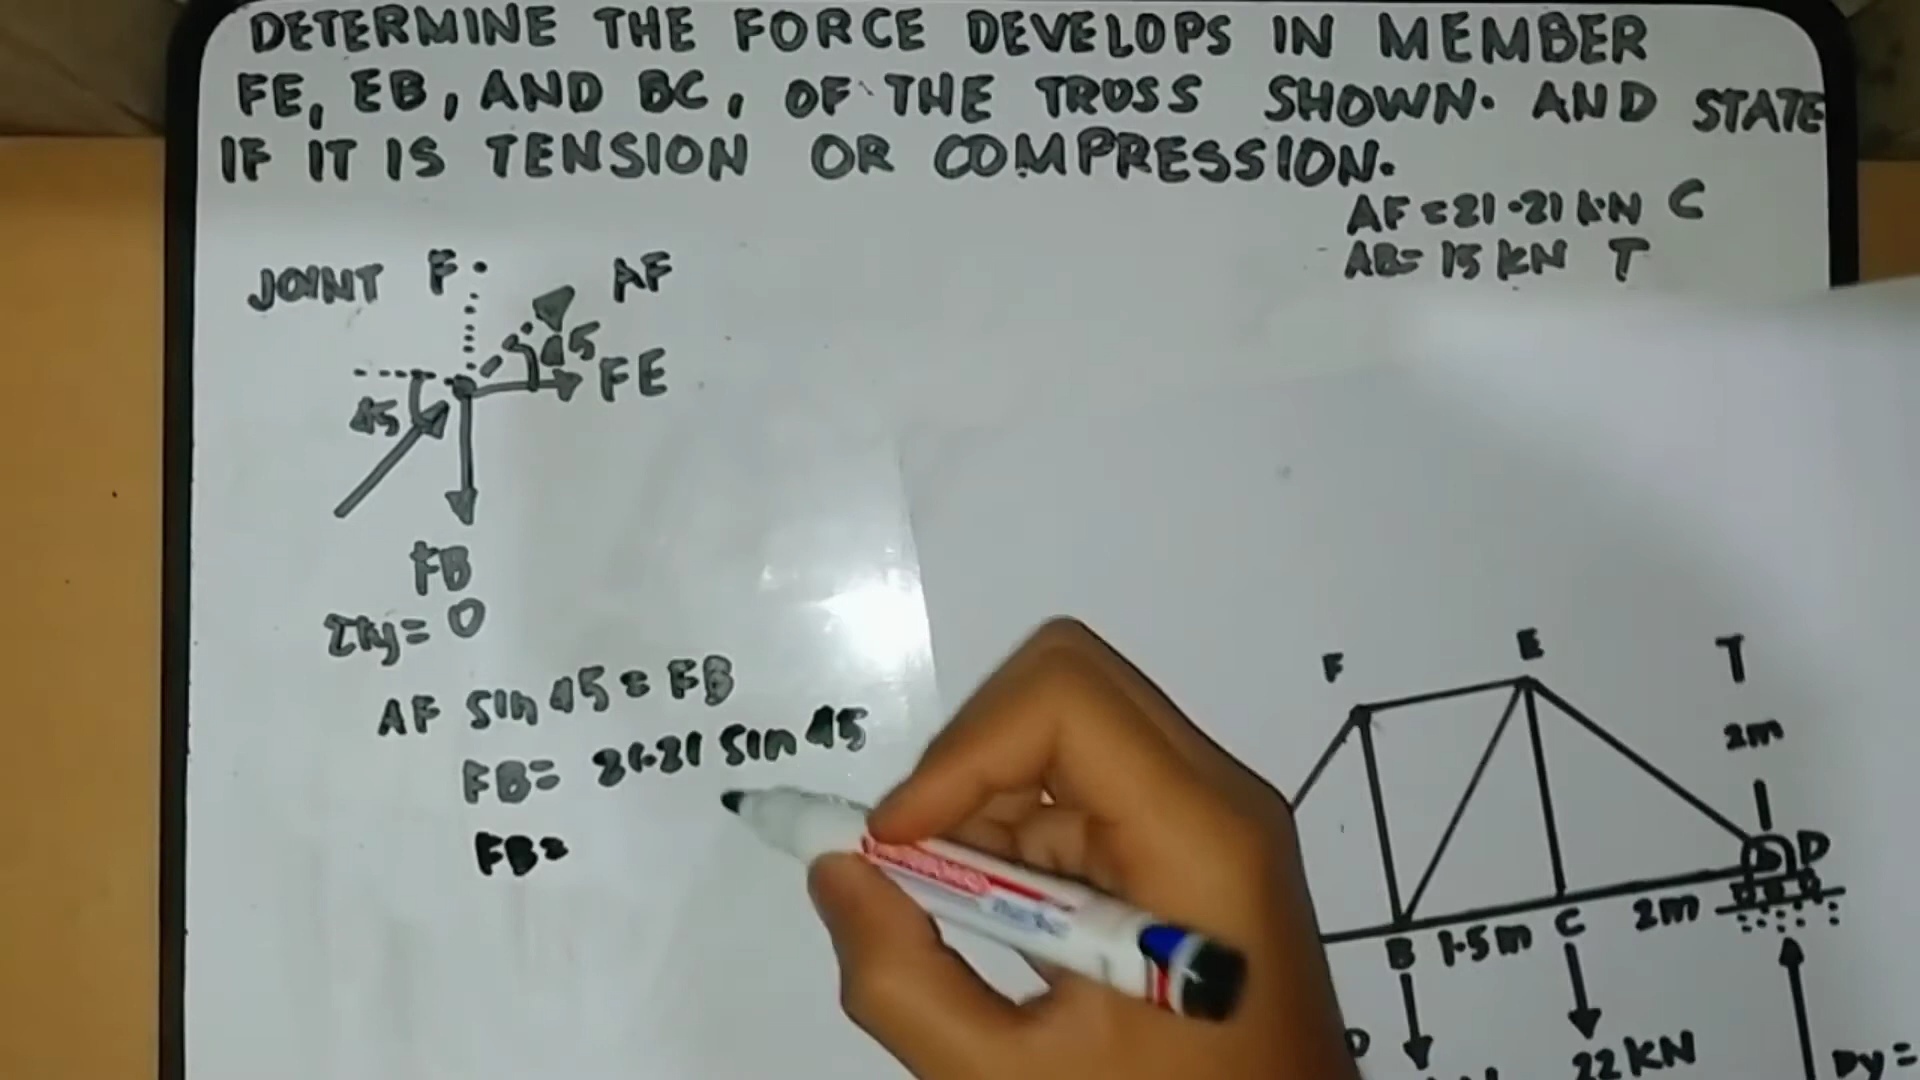 DETERMINE THE FORCE DEVELOPS IN MEMBER
FE, EB, AND BC, OF THE TRUSS SHOWN. AND STATE
IF IT IS TENSION OR COMPRESSION.
AF = 21.21 kN C
AB = 15 kN T
JOINT F.
AF
45
FE
45
FB
ΣFy = 0
AF sin 45 = FB
FB = 21.21 sin 45
FB =
F
E
T
2m
D
B
1.5m
C
2m
22KN
Dy =